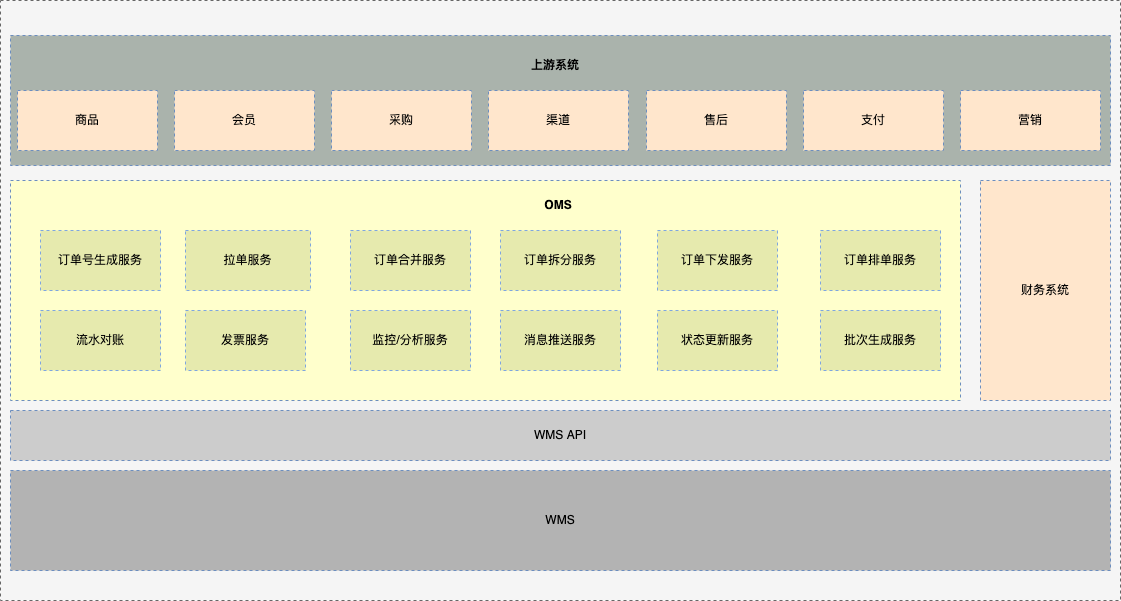 上游系统
商品
会员
采购
渠道
售后
支付
营销
OMS
订单号生成服务
拉单服务
订单合并服务
订单拆分服务
订单下发服务
订单排单服务
流水对账
发票服务
监控/分析服务
消息推送服务
状态更新服务
批次生成服务
财务系统
WMS API
WMS